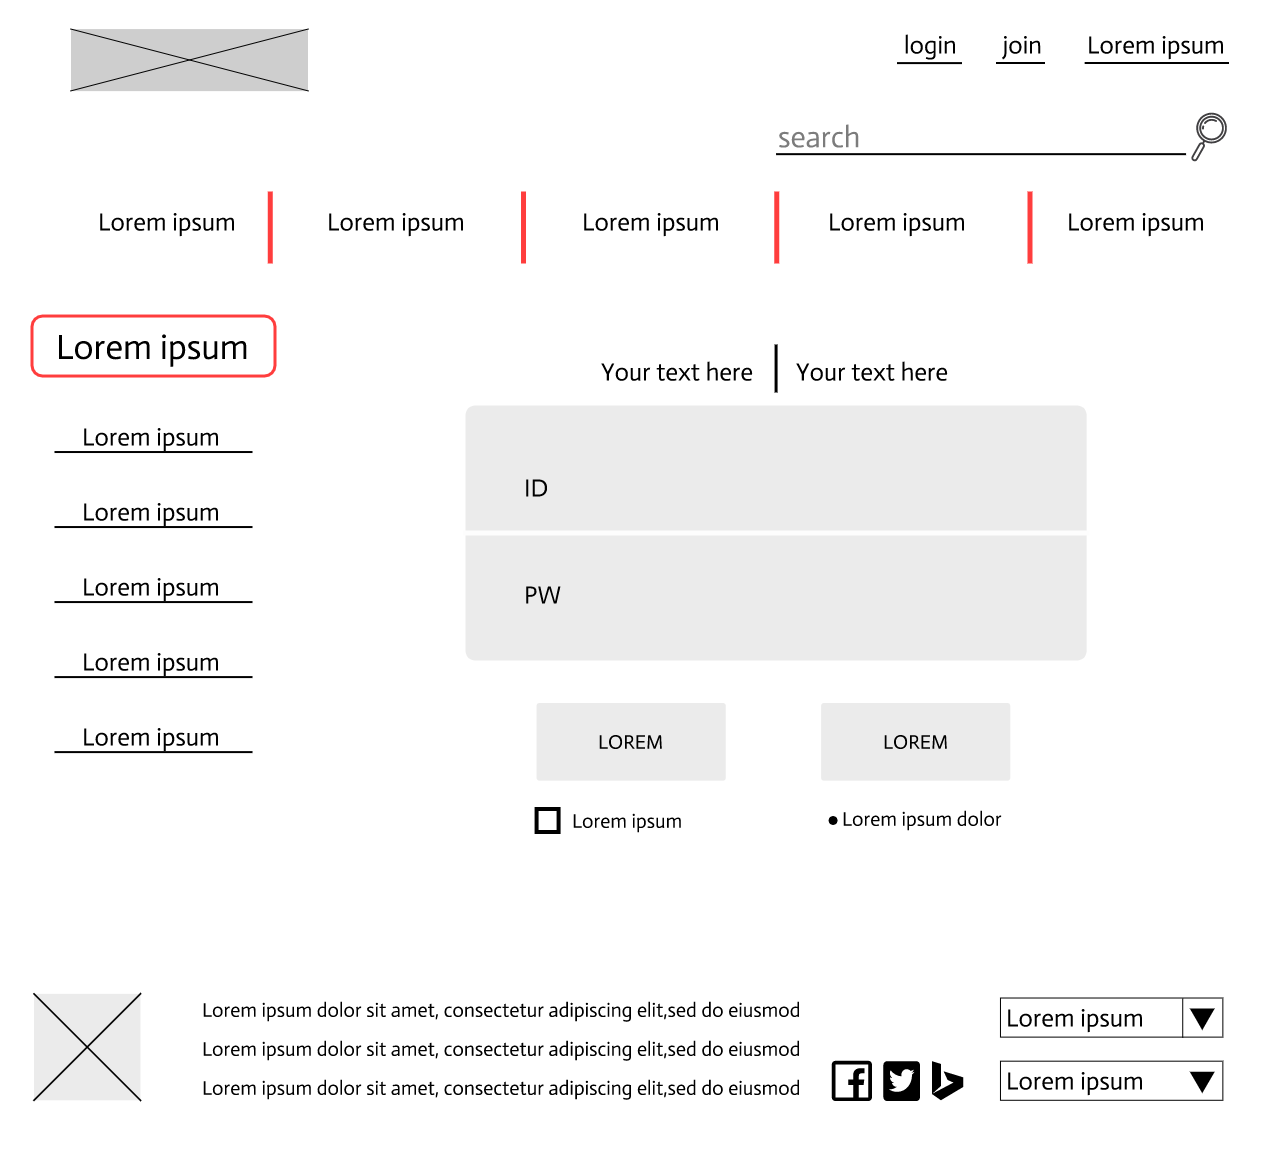 login join Lorem ipsum
search
Lorem ipsum Lorem ipsum Lorem ipsum Lorem ipsum Lorem ipsum
Lorem ipsum
Lorem ipsum
Lorem ipsum
Lorem ipsum
Lorem ipsum
Lorem ipsum
Your text here Your text here
ID
PW
LOREM LOREM
Lorem ipsum Lorem ipsum dolor
Lorem ipsum dolor sit amet, consectetur adipiscing elit,sed do eiusmod
Lorem ipsum dolor sit amet, consectetur adipiscing elit,sed do eiusmod
Lorem ipsum dolor sit amet, consectetur adipiscing elit,sed do eiusmod
Lorem ipsum
Lorem ipsum